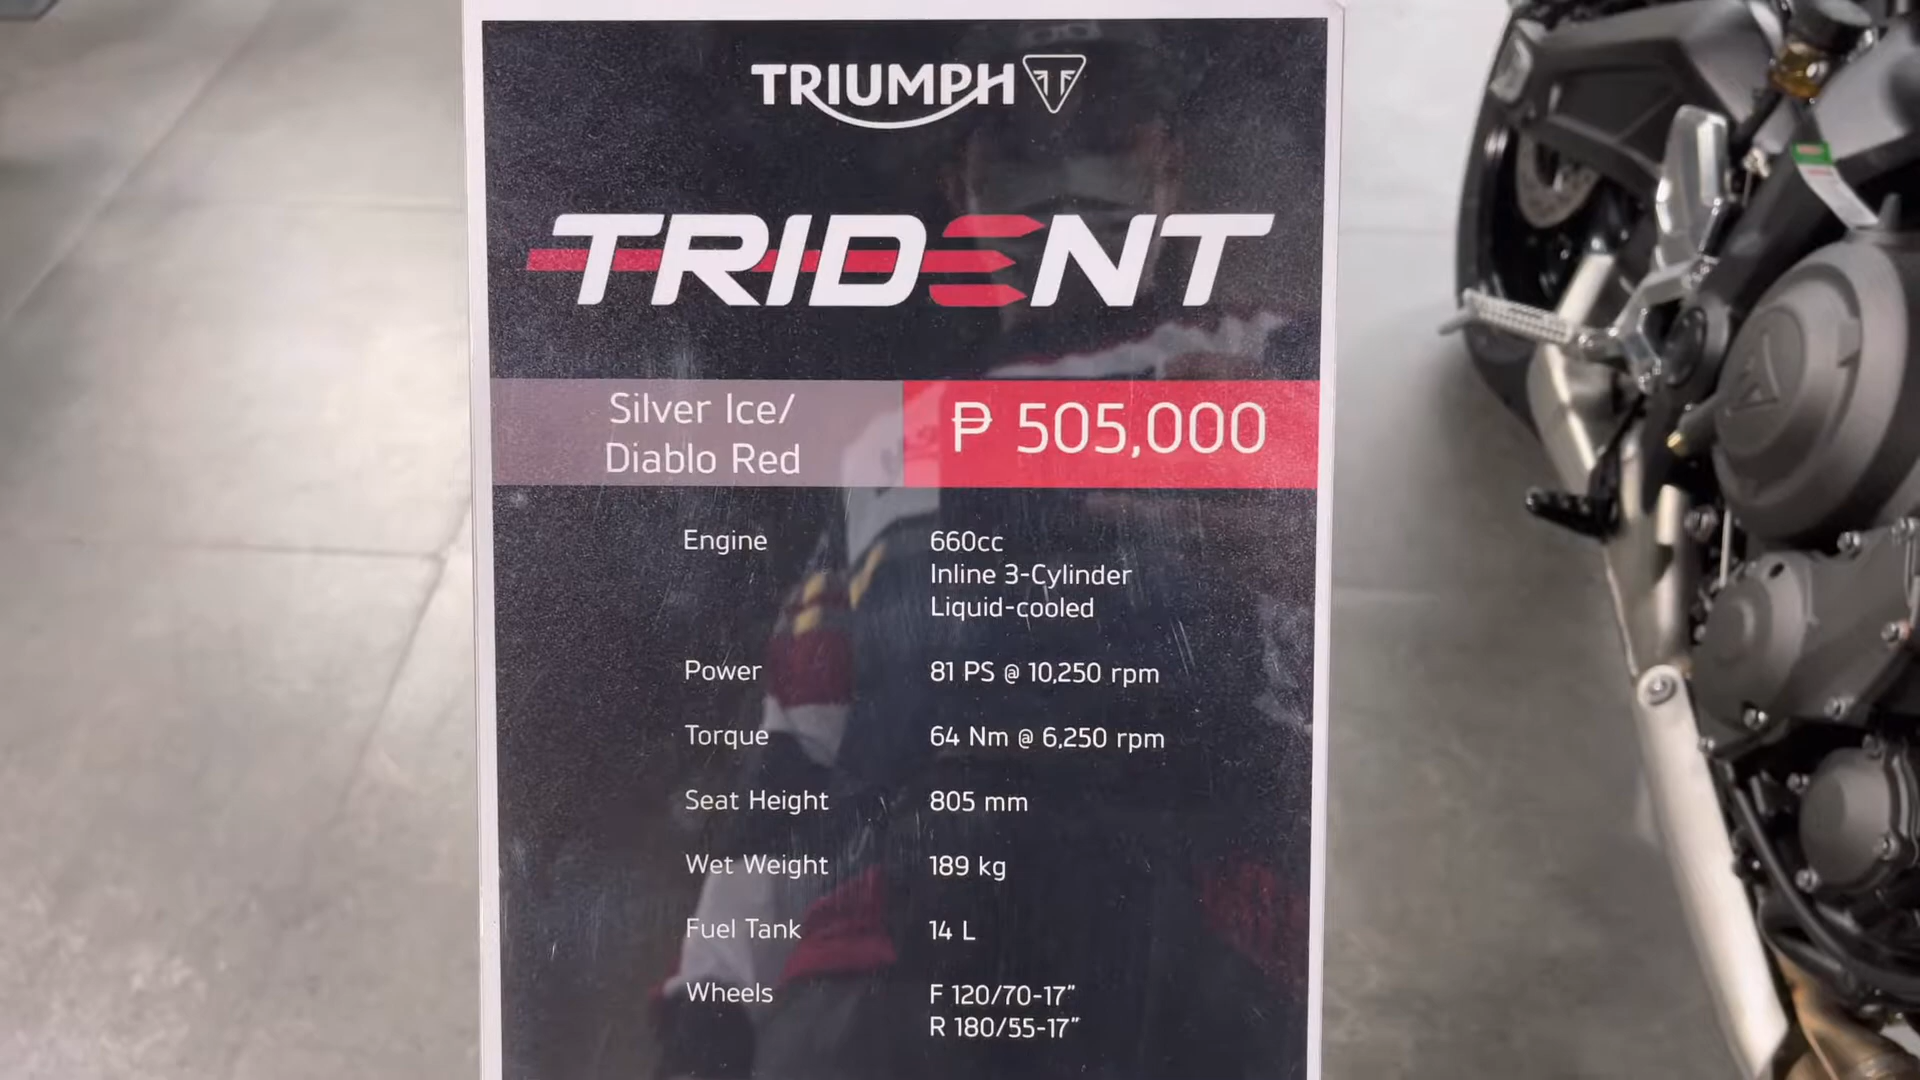 TRIUMPH
TRIDENT
Silver Ice/
Diablo Red
₱ 505,000
Engine 660cc
Inline 3-Cylinder
Liquid-cooled
Power 81 PS @ 10,250 rpm
Torque 64 Nm @ 6,250 rpm
Seat Height 805 mm
Wet Weight 189 kg
Fuel Tank 14 L
Wheels F 120/70-17"
R 180/55-17"